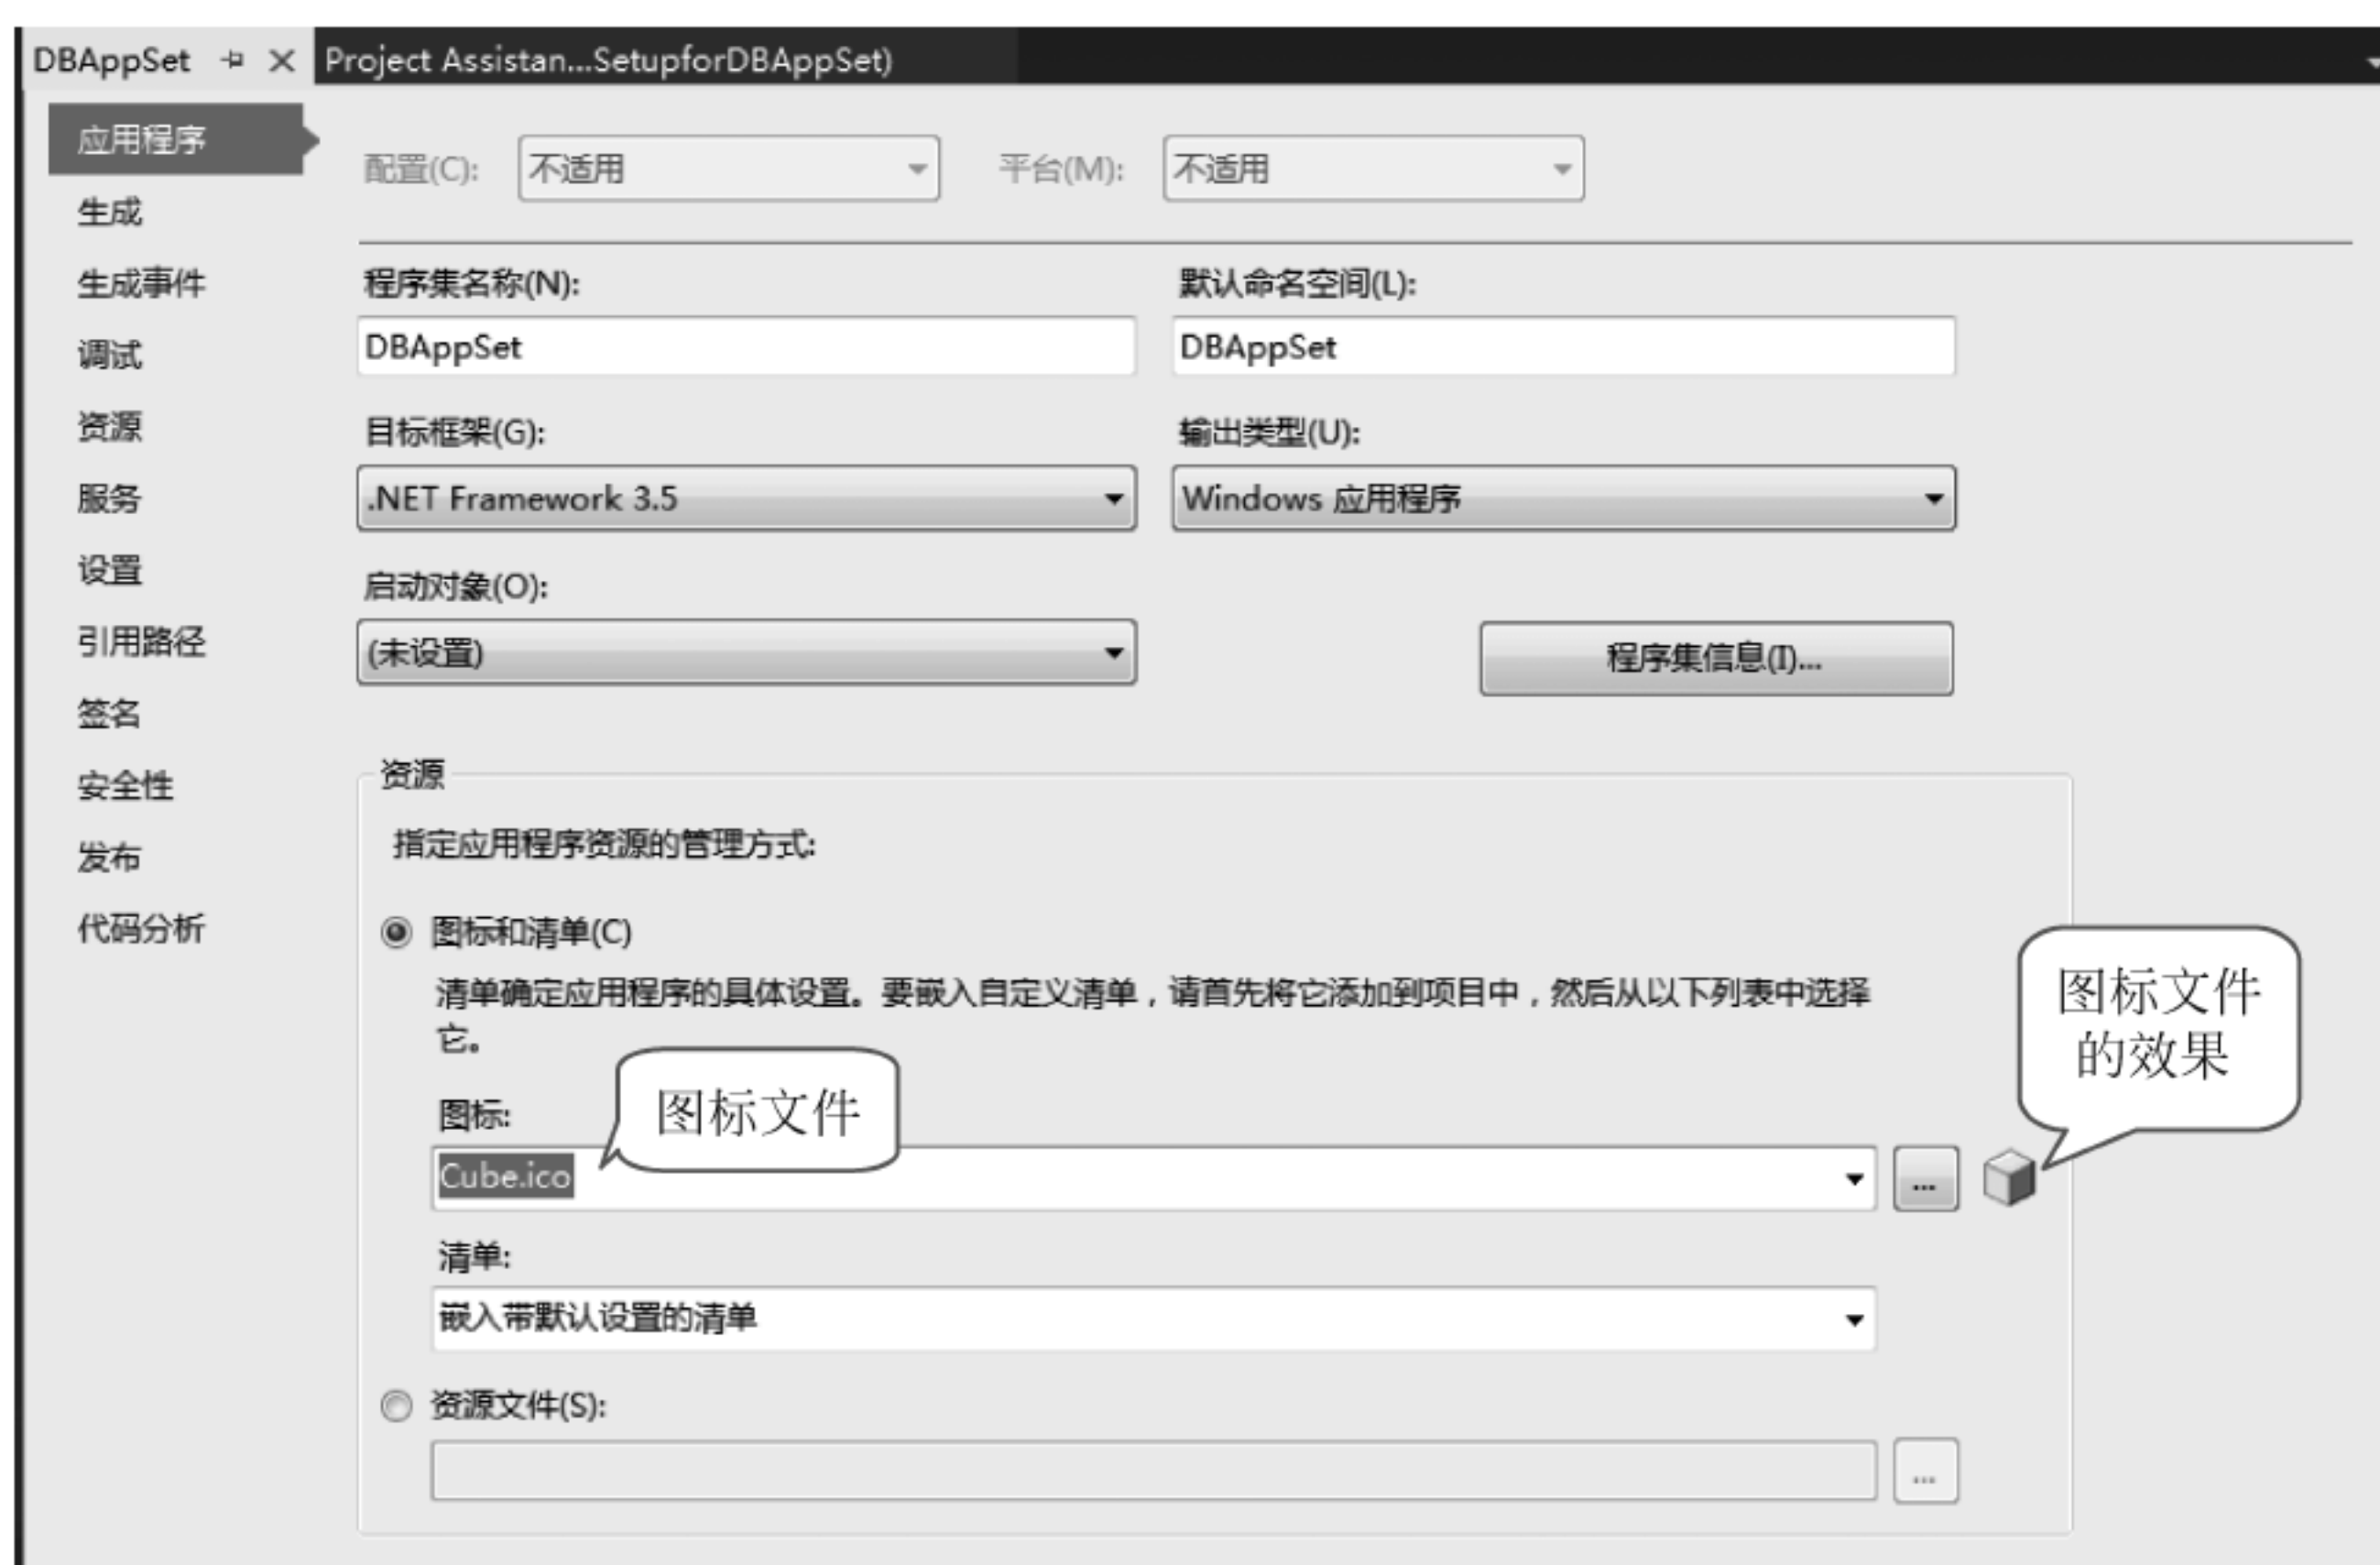 DBAppSet
Project Assistan...SetupforDBAppSet)
应用程序
生成
生成事件
调试
资源
服务
设置
引用路径
签名
安全性
发布
代码分析
配置(C): 不适用 平台(M): 不适用
程序集名称(N): 默认命名空间(L):
DBAppSet DBAppSet
目标框架(G): 输出类型(U):
.NET Framework 3.5 Windows 应用程序
启动对象(O):
(未设置) 程序集信息(I)...
资源
指定应用程序资源的管理方式:
图标和清单(C)
清单确定应用程序的具体设置。要嵌入自定义清单，请首先将它添加到项目中，然后从以下列表中选择
它。
图标:
Cube.ico
...
图标文件
图标文件
的效果
清单:
嵌入带默认设置的清单
资源文件(S):
...